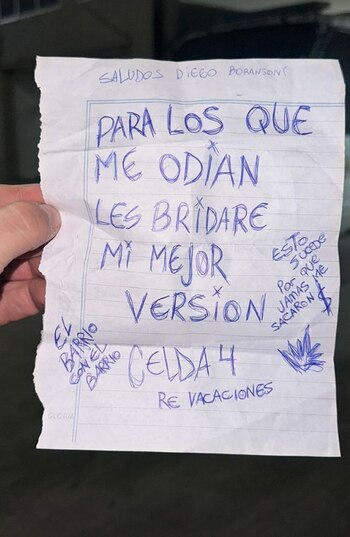 SALUDOS DIEGO BORANSONI
PARA LOS QUE
ME ODIAN
LES BRIDARE
MI MEJOR
VERSION
ESTO
SUCEDE
POR QUE
JAMAS ME
SACARON $
EL
BARRIO
CON EL
BARRIO
CELDA 4
RE VACACIONES
GLORIA